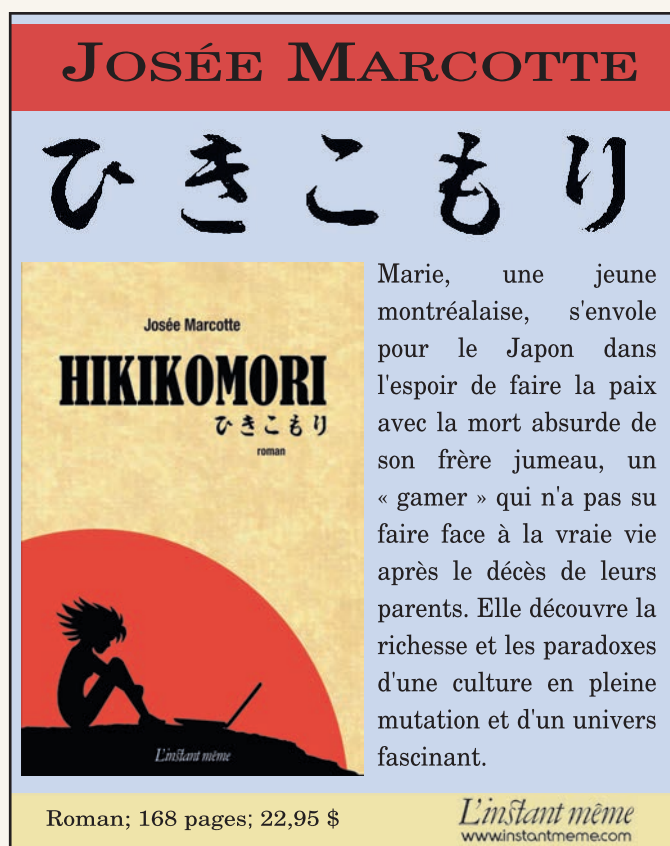 JOSÉE MARCOTTE
ひきこもり
Josée Marcotte
HIKIKOMORI
ひきこもり
roman
L'instant même
Marie, une jeune
montréalaise, s'envole
pour le Japon dans
l'espoir de faire la paix
avec la mort absurde de
son frère jumeau, un
« gamer » qui n'a pas su
faire face à la vraie vie
après le décès de leurs
parents. Elle découvre la
richesse et les paradoxes
d'une culture en pleine
mutation et d'un univers
fascinant.
Roman; 168 pages; 22,95 $
L'instant même
www.instantmeme.com